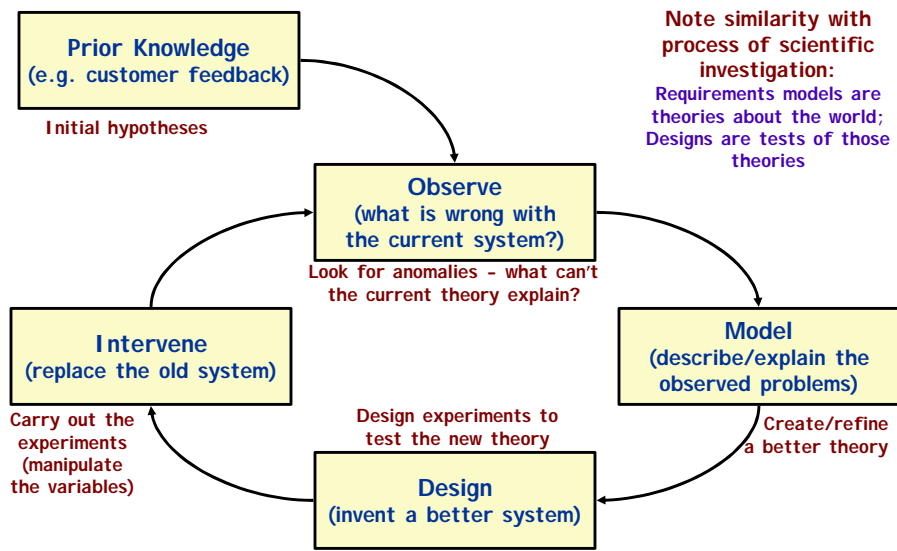 Prior Knowledge
(e.g. customer feedback)
Initial hypotheses
Note similarity with
process of scientific
investigation:
Requirements models are
theories about the world;
Designs are tests of those
theories
Observe
(what is wrong with
the current system?)
Look for anomalies – what can't
the current theory explain?
Model
(describe/explain the
observed problems)
Create/refine
a better theory
Design experiments to
test the new theory
Design
(invent a better system)
Intervene
(replace the old system)
Carry out the
experiments
(manipulate
the variables)